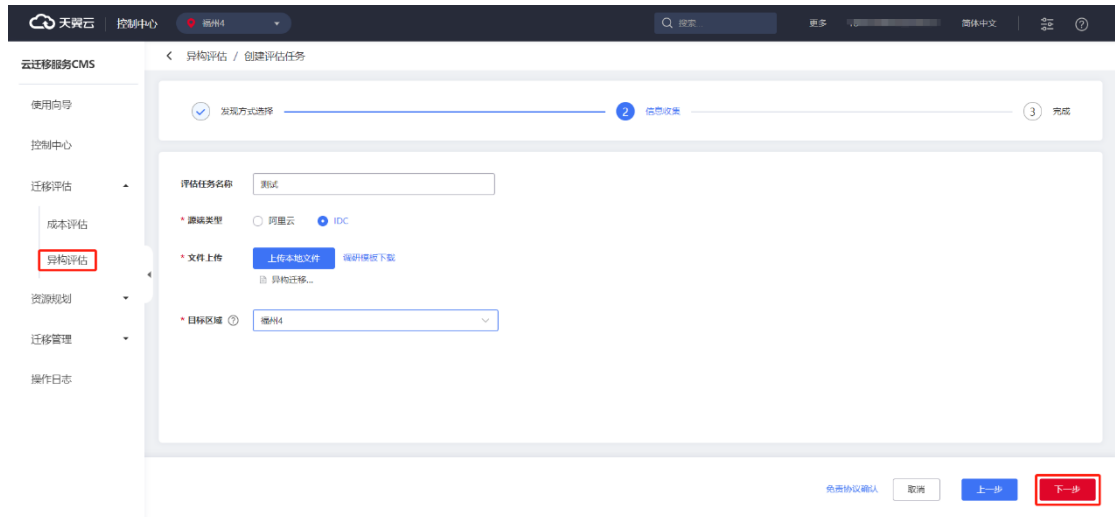 天翼云 控制中心 福州4 搜索... 更多 简体中文
云迁移服务CMS
异构评估 / 创建评估任务
使用向导
发现方式选择 2 信息收集 3 完成
控制中心
迁移评估
评估任务名称 测试
成本评估
* 源端类型 阿里云 IDC
异构评估
* 文件上传 上传本地文件 调研模板下载
异构迁移...
资源规划
* 目标区域 福州4
迁移管理
操作日志
免责协议确认 取消 上一步 下一步